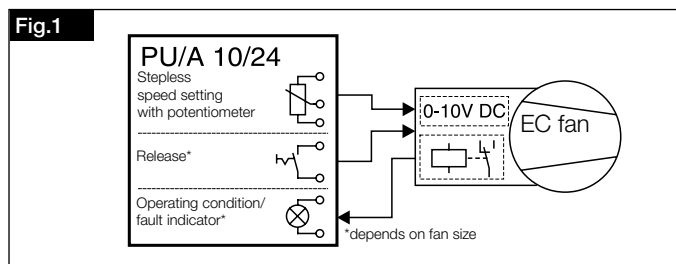 Fig.1
PU/A 10/24
Stepless
speed setting
with potentiometer
Release*
Operating condition/
fault indicator*
0-10V DC
EC fan
*depends on fan size